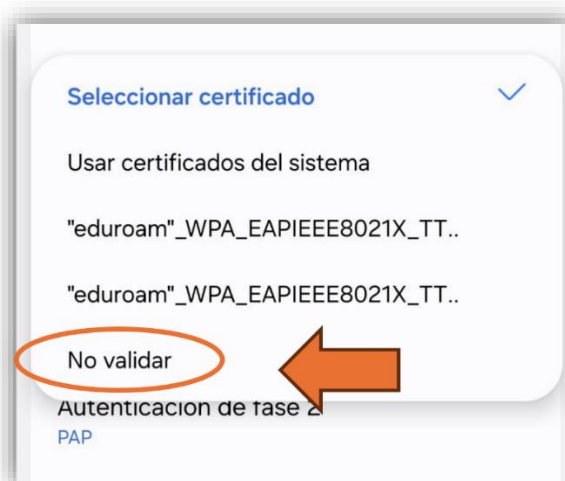 Seleccionar certificado
Usar certificados del sistema
"eduroam"_WPA_EAPIEEE8021X_TT..
"eduroam"_WPA_EAPIEEE8021X_TT..
No validar
Autenticación de fase 2
PAP